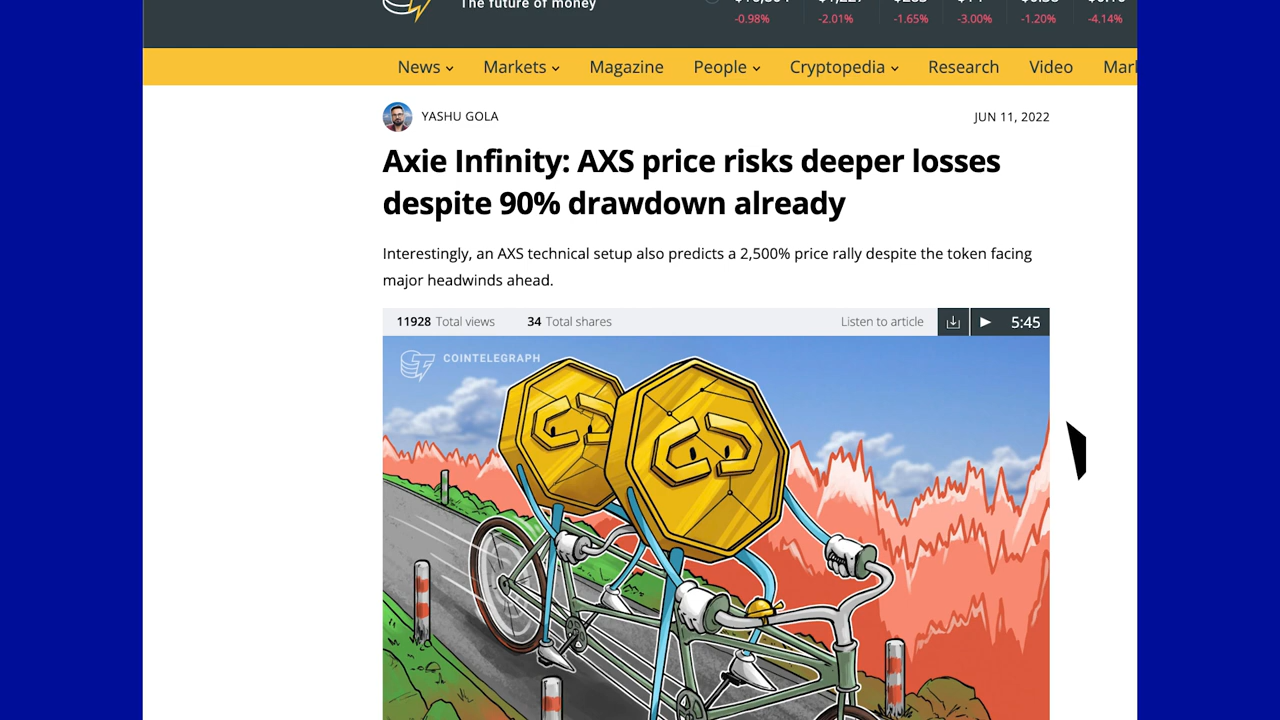 The future of money
-0.98% -2.01% -1.65% -3.00% -1.20% -4.14%
News Markets Magazine People Cryptopedia Research Video
YASHU GOLA
JUN 11, 2022
Axie Infinity: AXS price risks deeper losses
despite 90% drawdown already
Interestingly, an AXS technical setup also predicts a 2,500% price rally despite the token facing
major headwinds ahead.
11928 Total views 34 Total shares Listen to article 5:45
COINTELEGRAPH